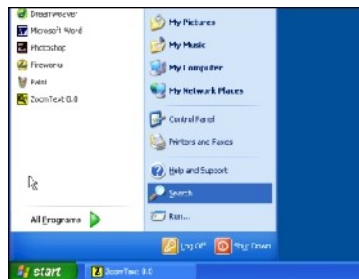 Dreamweaver
Microsoft Word
Photoshop
Fireworks
Paint
ZoomText 8.0
All Programs
My Pictures
My Music
My Computer
My Network Places
Control Panel
Printers and Faxes
Help and Support
Search
Run...
Log Off
Shut Down
start
ZoomText 8.0